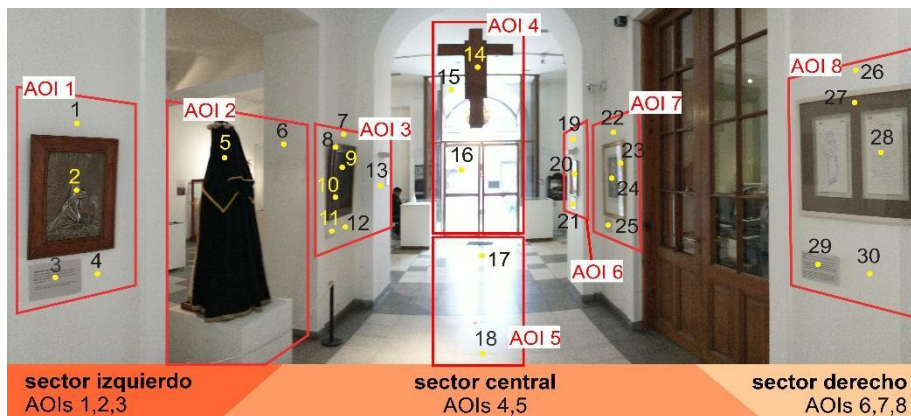 AOI 1
1
2
3
4
AOI 2
5
6
AOI 3
7
8
9
10
11
12
13
AOI 4
14
15
16
17
18
AOI 5
19
20
21
AOI 6
AOI 7
22
23
24
25
AOI 8
26
27
28
29
30
sector izquierdo
AOIs 1,2,3
sector central
AOIs 4,5
sector derecho
AOIs 6,7,8